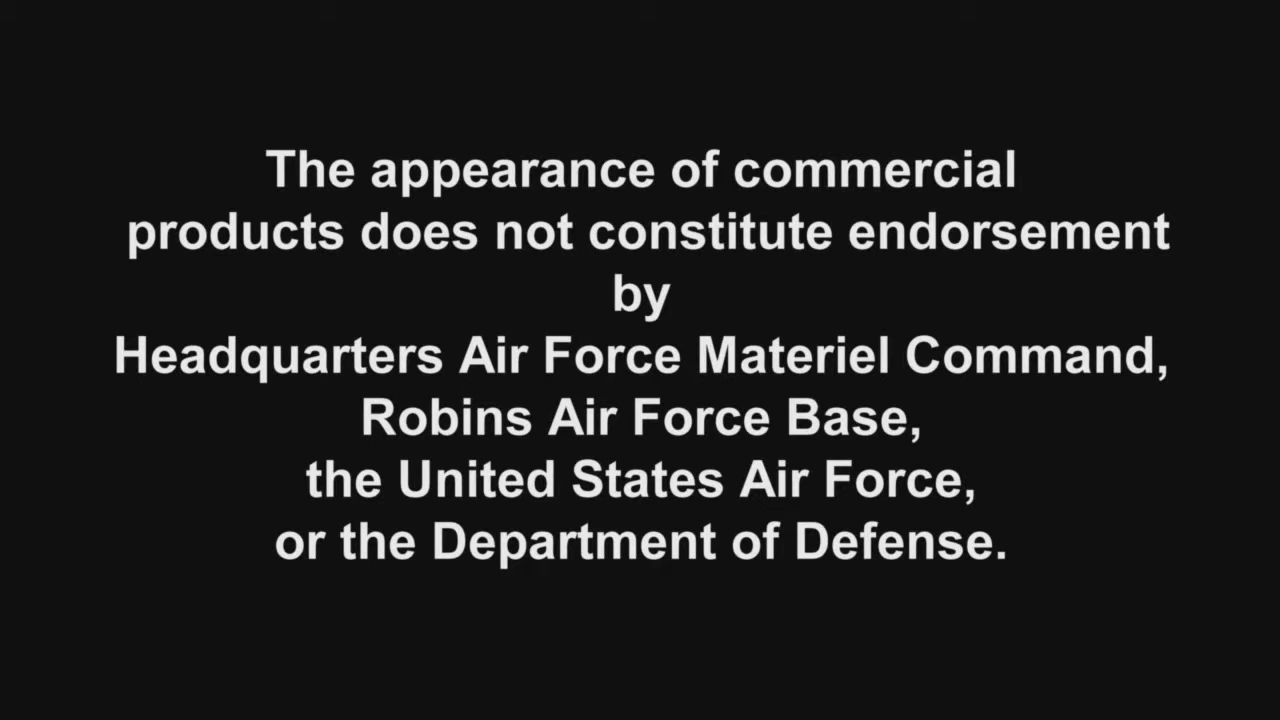 The appearance of commercial
products does not constitute endorsement
by
Headquarters Air Force Materiel Command,
Robins Air Force Base,
the United States Air Force,
or the Department of Defense.